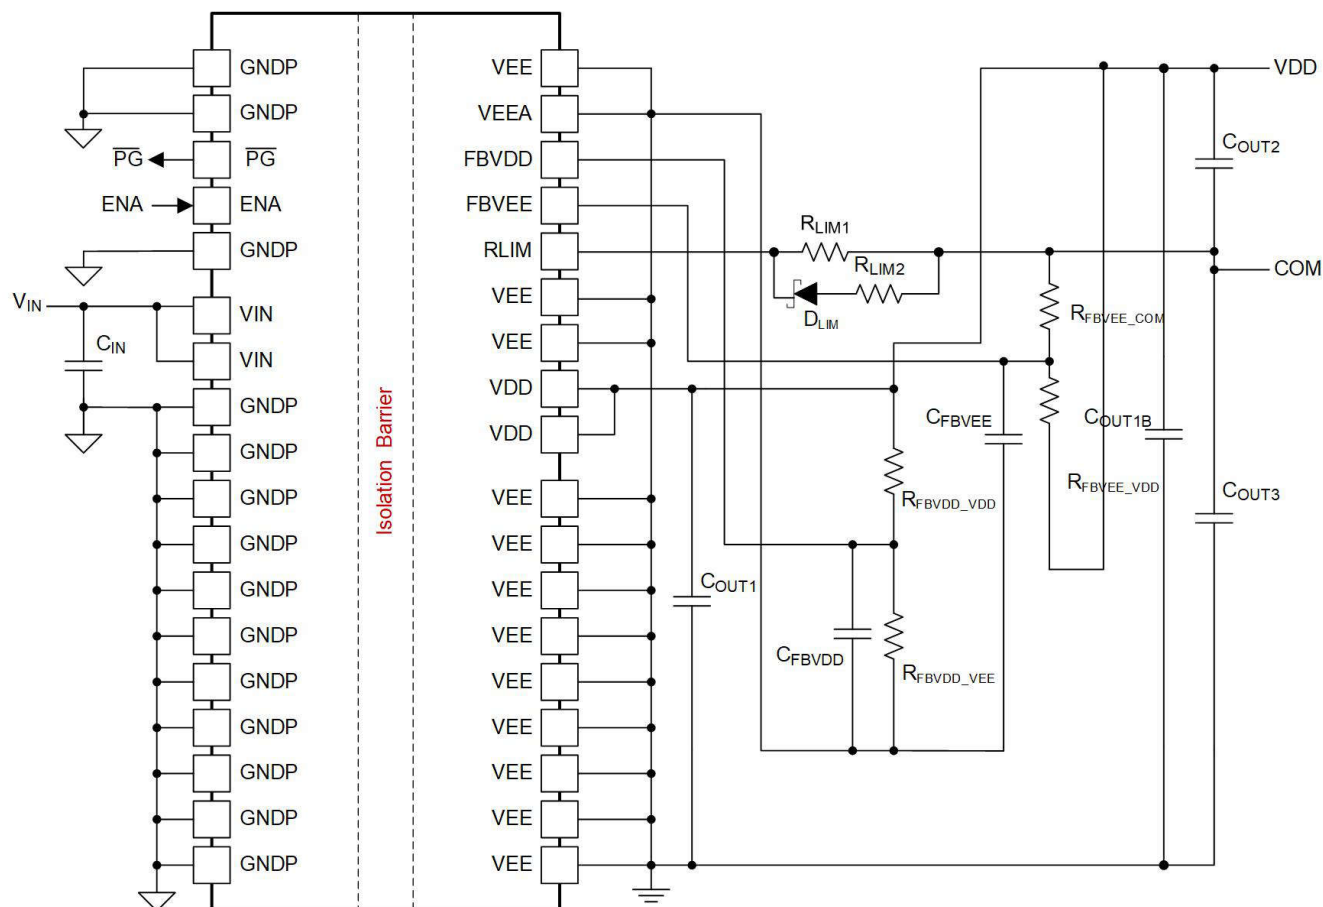 GNDP
VEE
VDD
GNDP
VEEA
COUT2
PG
PG
FBVDD
ENA
ENA
FBVEE
RLIM1
GNDP
RLIM
RLIM2
COM
VIN
VIN
VEE
DLIM
RFBVEE_COM
CIN
VIN
VEE
GNDP
VDD
Isolation Barrier
CFBVEE
COUT1B
GNDP
VDD
RFBVEE_VDD
COUT3
GNDP
VEE
RFBVDD_VDD
GNDP
VEE
GNDP
VEE
COUT1
GNDP
VEE
CFBVDD
GNDP
VEE
RFBVDD_VEE
GNDP
VEE
GNDP
VEE
GNDP
VEE
GNDP
VEE